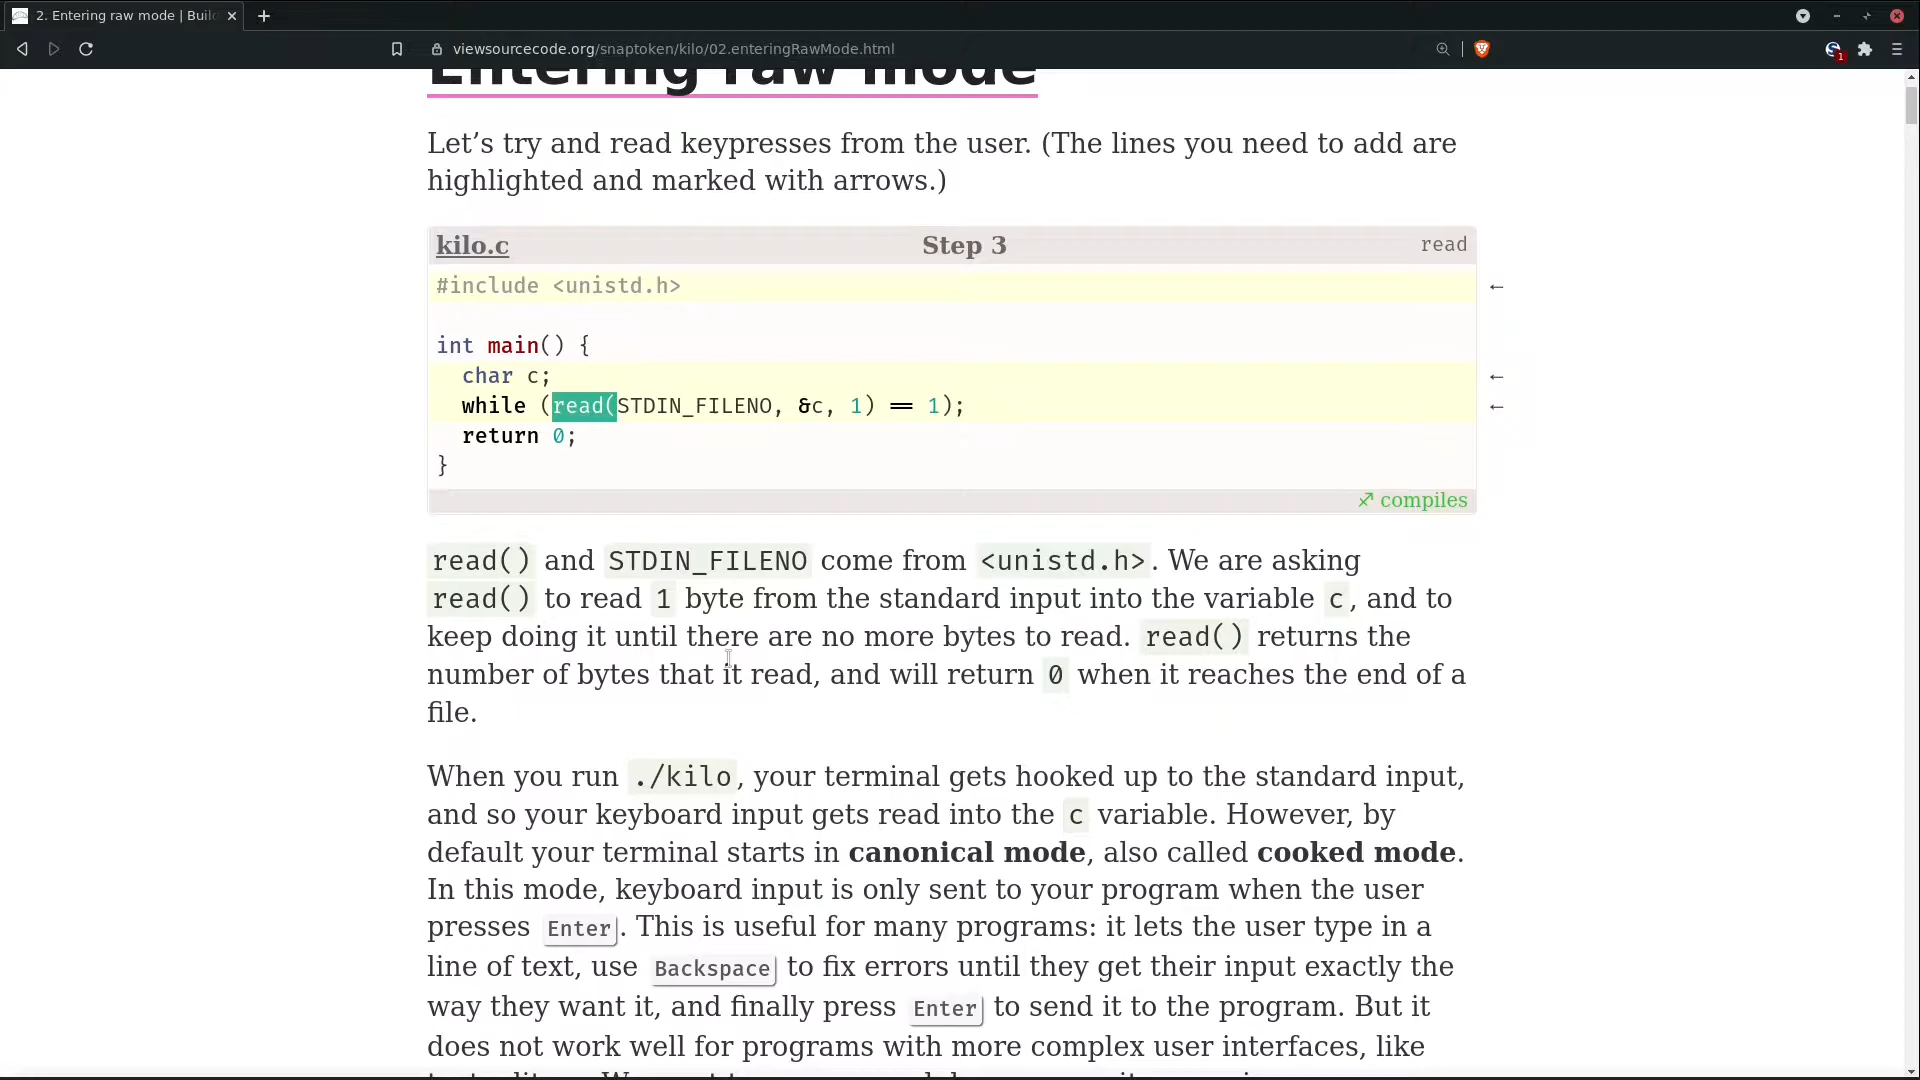 2. Entering raw mode | Buil
viewsourcecode.org/snaptoken/kilo/02.enteringRawMode.html
1
Entering raw mode
Let’s try and read keypresses from the user. (The lines you need to add are
highlighted and marked with arrows.)
kilo.c Step 3 read
#include <unistd.h> ←
int main() {
char c; ←
while (read(STDIN_FILENO, &c, 1) == 1); ←
return 0;
}
♐ compiles
read() and STDIN_FILENO come from <unistd.h>. We are asking
read() to read 1 byte from the standard input into the variable c, and to
keep doing it until there are no more bytes to read. read() returns the
number of bytes that it read, and will return 0 when it reaches the end of a
file.
When you run ./kilo, your terminal gets hooked up to the standard input,
and so your keyboard input gets read into the c variable. However, by
default your terminal starts in canonical mode, also called cooked mode.
In this mode, keyboard input is only sent to your program when the user
presses Enter. This is useful for many programs: it lets the user type in a
line of text, use Backspace to fix errors until they get their input exactly the
way they want it, and finally press Enter to send it to the program. But it
does not work well for programs with more complex user interfaces, like